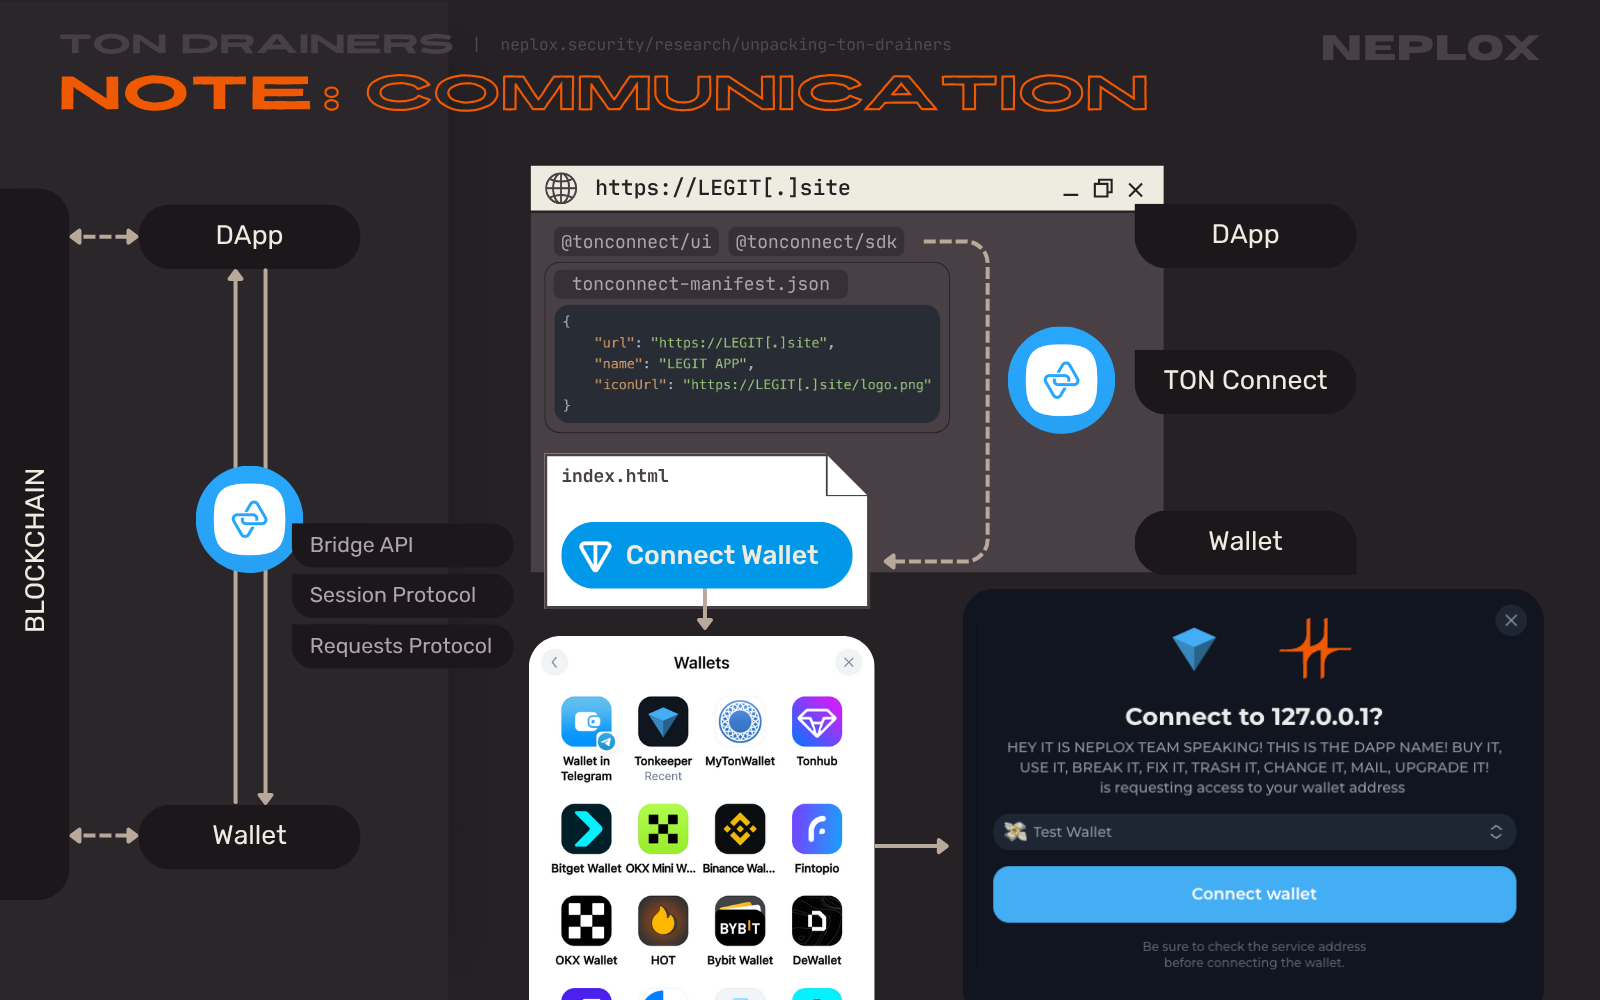 TON DRAINERS | neplox.security/research/unpacking-ton-drainers
NEPLOX
NOTE: COMMUNICATION
BLOCKCHAIN
DApp
Bridge API
Session Protocol
Requests Protocol
Wallet
https://LEGIT[.]site
@tonconnect/ui @tonconnect/sdk
tonconnect-manifest.json
{
"url": "https://LEGIT[.]site",
"name": "LEGIT APP",
"iconUrl": "https://LEGIT[.]site/logo.png"
}
index.html
Connect Wallet
DApp
TON Connect
Wallet
Wallets
Wallet in
Telegram
Tonkeeper
Recent
MyTonWallet
Tonhub
Bitget Wallet
OKX Mini W...
Binance Wal...
Fintopio
OKX Wallet
HOT
BYBIT
Bybit Wallet
DeWallet
Connect to 127.0.0.1?
HEY IT IS NEPLOX TEAM SPEAKING! THIS IS THE DAPP NAME! BUY IT,
USE IT, BREAK IT, FIX IT, TRASH IT, CHANGE IT, MAIL, UPGRADE IT!
is requesting access to your wallet address
Test Wallet
Connect wallet
Be sure to check the service address
before connecting the wallet.